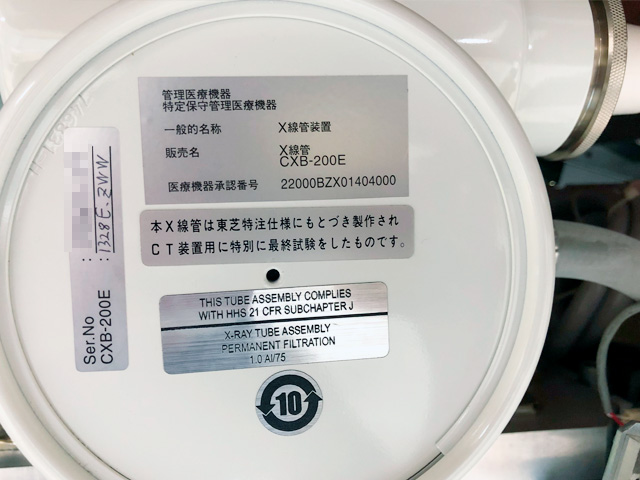 管理医療機器
特定保守管理医療機器
一般的名称 X線管装置
販売名 X線管
CXB-200E
医療機器承認番号 22000BZX01404000
本X線管は東芝特注仕様にもとづき製作され
CT装置用に特別に最終試験をしたものです。
THIS TUBE ASSEMBLY COMPLIES
WITH HHS 21 CFR SUBCHAPTER J
X-RAY TUBE ASSEMBLY
PERMANENT FILTRATION
1.0 Al/75
10
Ser.No :
CXB-200E :